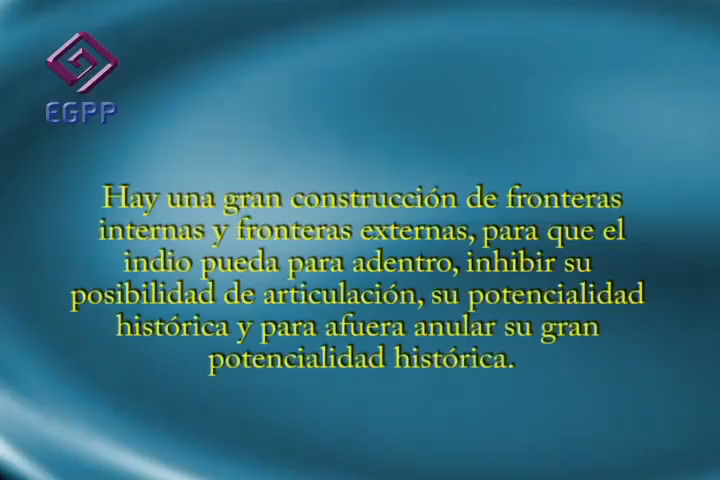 EGPP
Hay una gran construcción de fronteras
internas y fronteras externas, para que el
indio pueda para adentro, inhibir su
posibilidad de articulación, su potencialidad
histórica y para afuera anular su gran
potencialidad histórica.